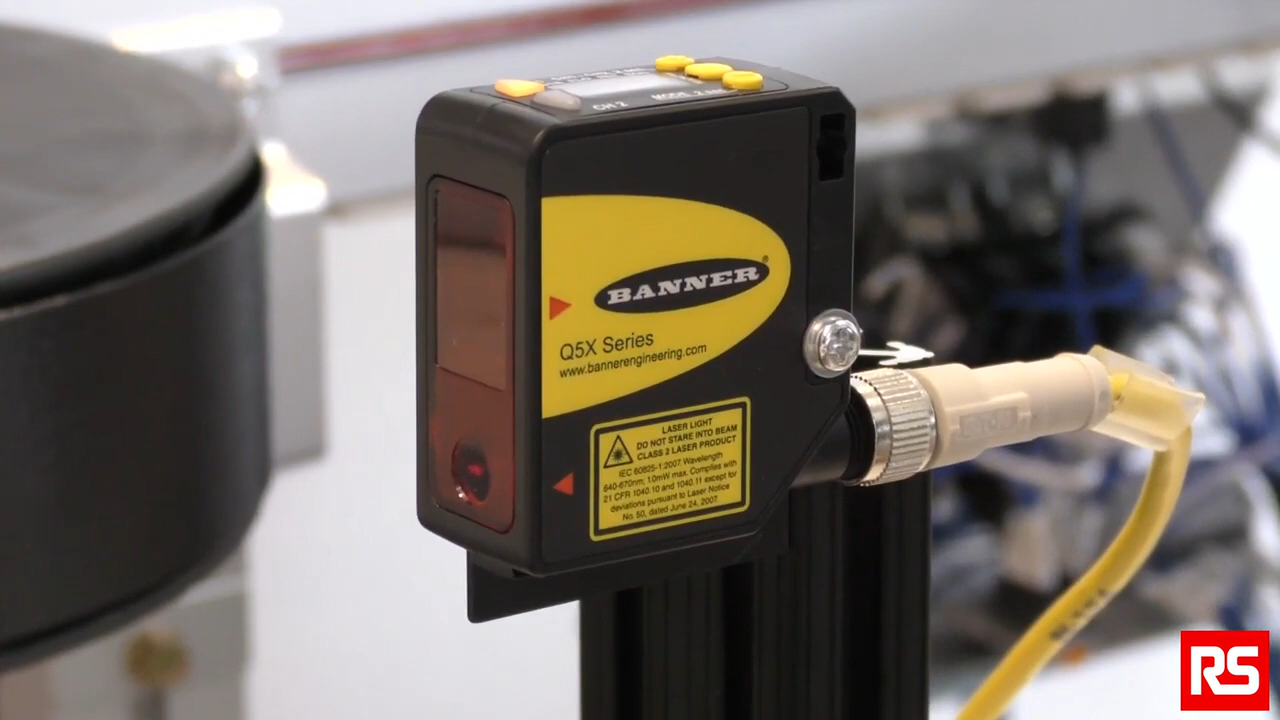 CH 2
BANNER®
Q5X Series
www.bannerengineering.com
LASER LIGHT
DO NOT STARE INTO BEAM
CLASS 2 LASER PRODUCT
IEC 60825-1:2007 Wavelength
640-670nm; 1.0mW max. Complies with
21 CFR 1040.10 and 1040.11 except for
deviations pursuant to Laser Notice
No. 50, dated June 24, 2007.
RS